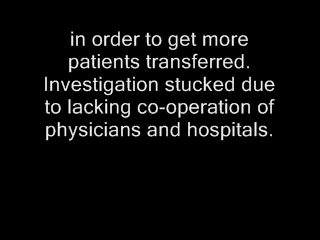 in order to get more
patients transferred.
Investigation stucked due
to lacking co-operation of
physicians and hospitals.